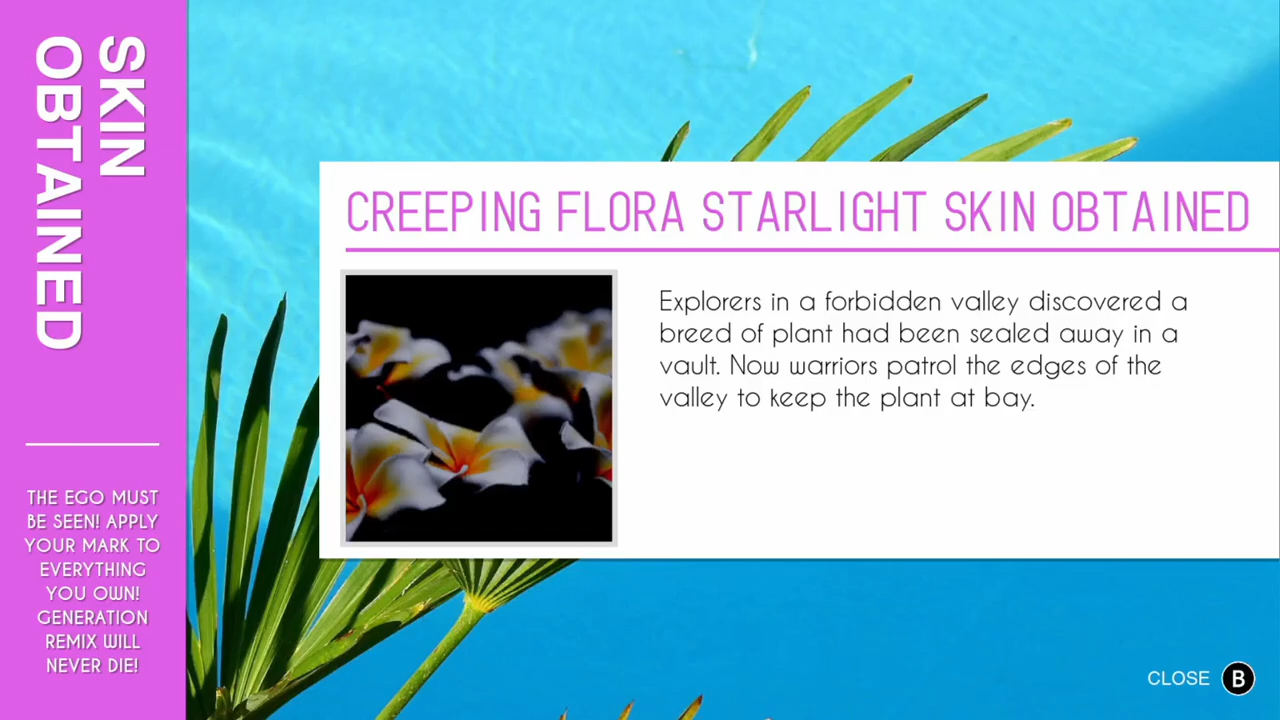 SKIN
OBTAINED
THE EGO MUST
BE SEEN! APPLY
YOUR MARK TO
EVERYTHING
YOU OWN!
GENERATION
REMIX WILL
NEVER DIE!
CREEPING FLORA STARLIGHT SKIN OBTAINED
Explorers in a forbidden valley discovered a
breed of plant had been sealed away in a
vault. Now warriors patrol the edges of the
valley to keep the plant at bay.
CLOSE B